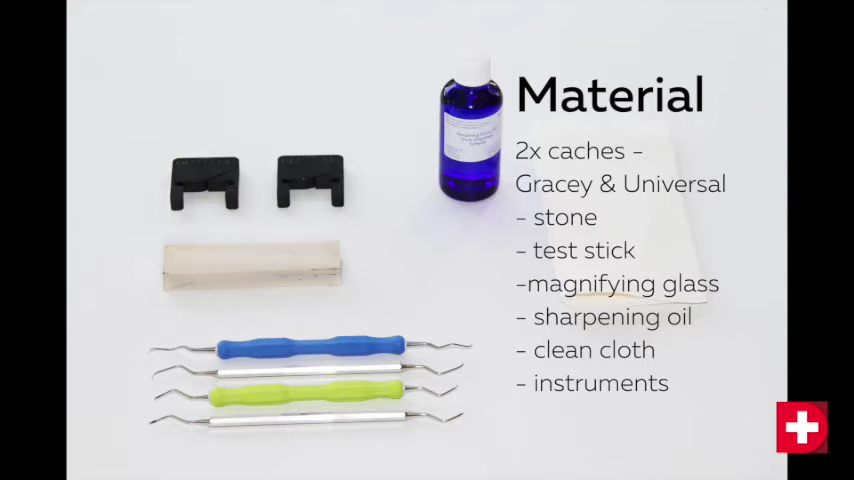 Material
2x caches -
Gracey & Universal
- stone
- test stick
-magnifying glass
- sharpening oil
- clean cloth
- instruments